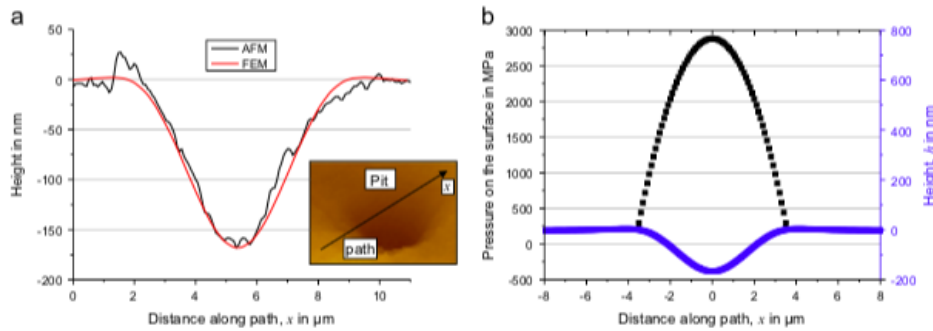 a
50
0
-50
-100
-150
-200
Height in nm
AFM
FEM
Pit
x
path
0
2
4
6
8
10
Distance along path, x in µm
b
3000
2500
2000
1500
1000
500
0
-500
Pressure on the surface in MPa
800
600
400
200
0
-200
Height, h in nm
-8
-6
-4
-2
0
2
4
6
8
Distance along path, x in µm